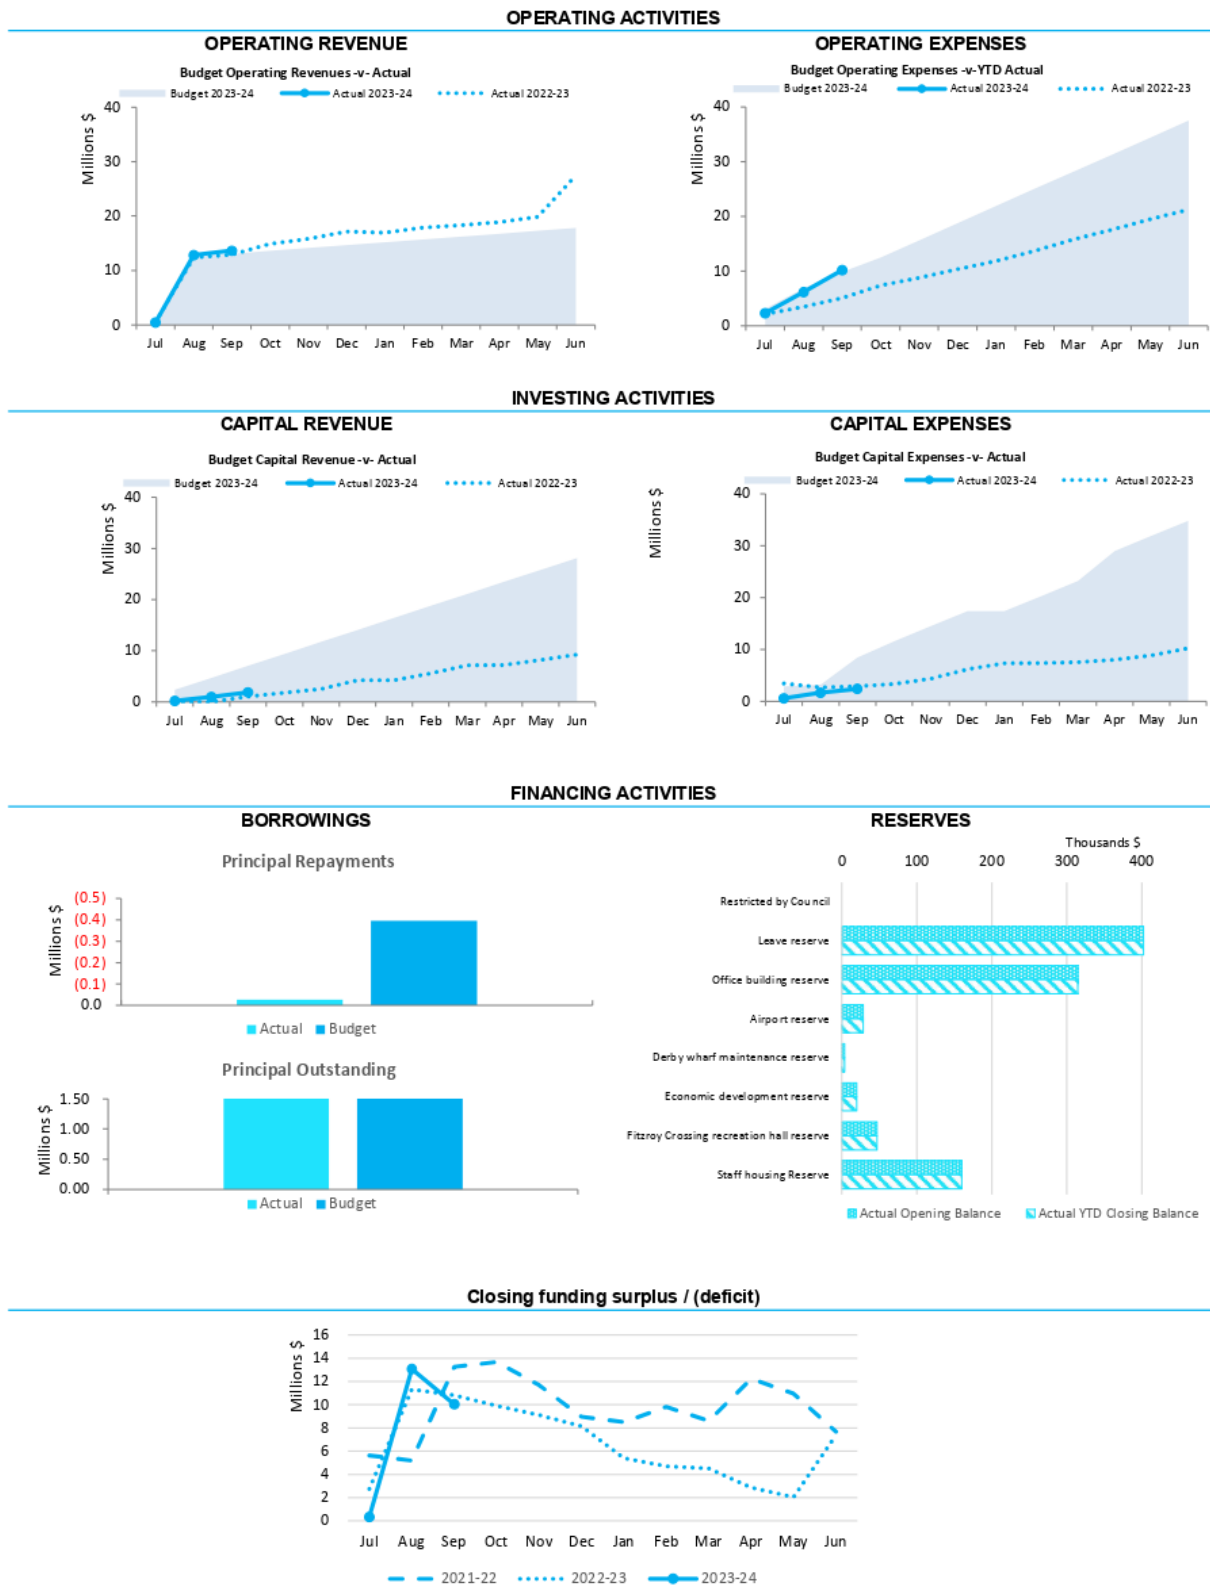 OPERATING ACTIVITIES
OPERATING REVENUE
Budget Operating Revenues -v- Actual
Budget 2023-24 Actual 2023-24 Actual 2022-23
Millions $
40
30
20
10
0
Jul Aug Sep Oct Nov Dec Jan Feb Mar Apr May Jun
OPERATING EXPENSES
Budget Operating Expenses -v-YTD Actual
Budget 2023-24 Actual 2023-24 Actual 2022-23
Millions $
40
30
20
10
0
Jul Aug Sep Oct Nov Dec Jan Feb Mar Apr May Jun
INVESTING ACTIVITIES
CAPITAL REVENUE
Budget Capital Revenue -v- Actual
Budget 2023-24 Actual 2023-24 Actual 2022-23
Millions $
40
30
20
10
0
Jul Aug Sep Oct Nov Dec Jan Feb Mar Apr May Jun
CAPITAL EXPENSES
Budget Capital Expenses -v- Actual
Budget 2023-24 Actual 2023-24 Actual 2022-23
Millions $
40
30
20
10
0
Jul Aug Sep Oct Nov Dec Jan Feb Mar Apr May Jun
FINANCING ACTIVITIES
BORROWINGS
Principal Repayments
Millions $
(0.5)
(0.4)
(0.3)
(0.2)
(0.1)
0.0
Actual Budget
Principal Outstanding
Millions $
1.50
1.00
0.50
0.00
Actual Budget
RESERVES
Thousands $
0 100 200 300 400
Restricted by Council
Leave reserve
Office building reserve
Airport reserve
Derby wharf maintenance reserve
Economic development reserve
Fitzroy Crossing recreation hall reserve
Staff housing Reserve
Actual Opening Balance Actual YTD Closing Balance
Closing funding surplus / (deficit)
Millions $
16
14
12
10
8
6
4
2
0
Jul Aug Sep Oct Nov Dec Jan Feb Mar Apr May Jun
2021-22 2022-23 2023-24